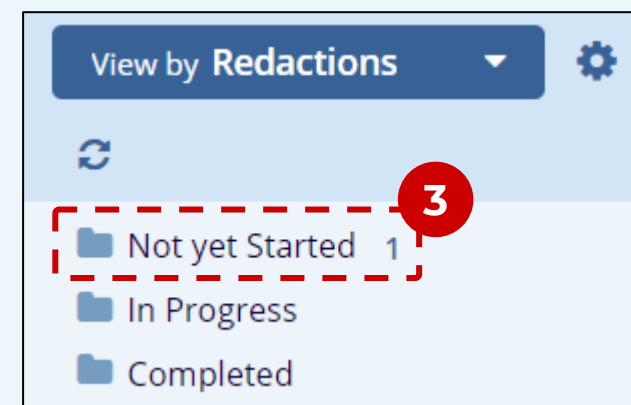 View by Redactions
3
Not yet Started 1
In Progress
Completed